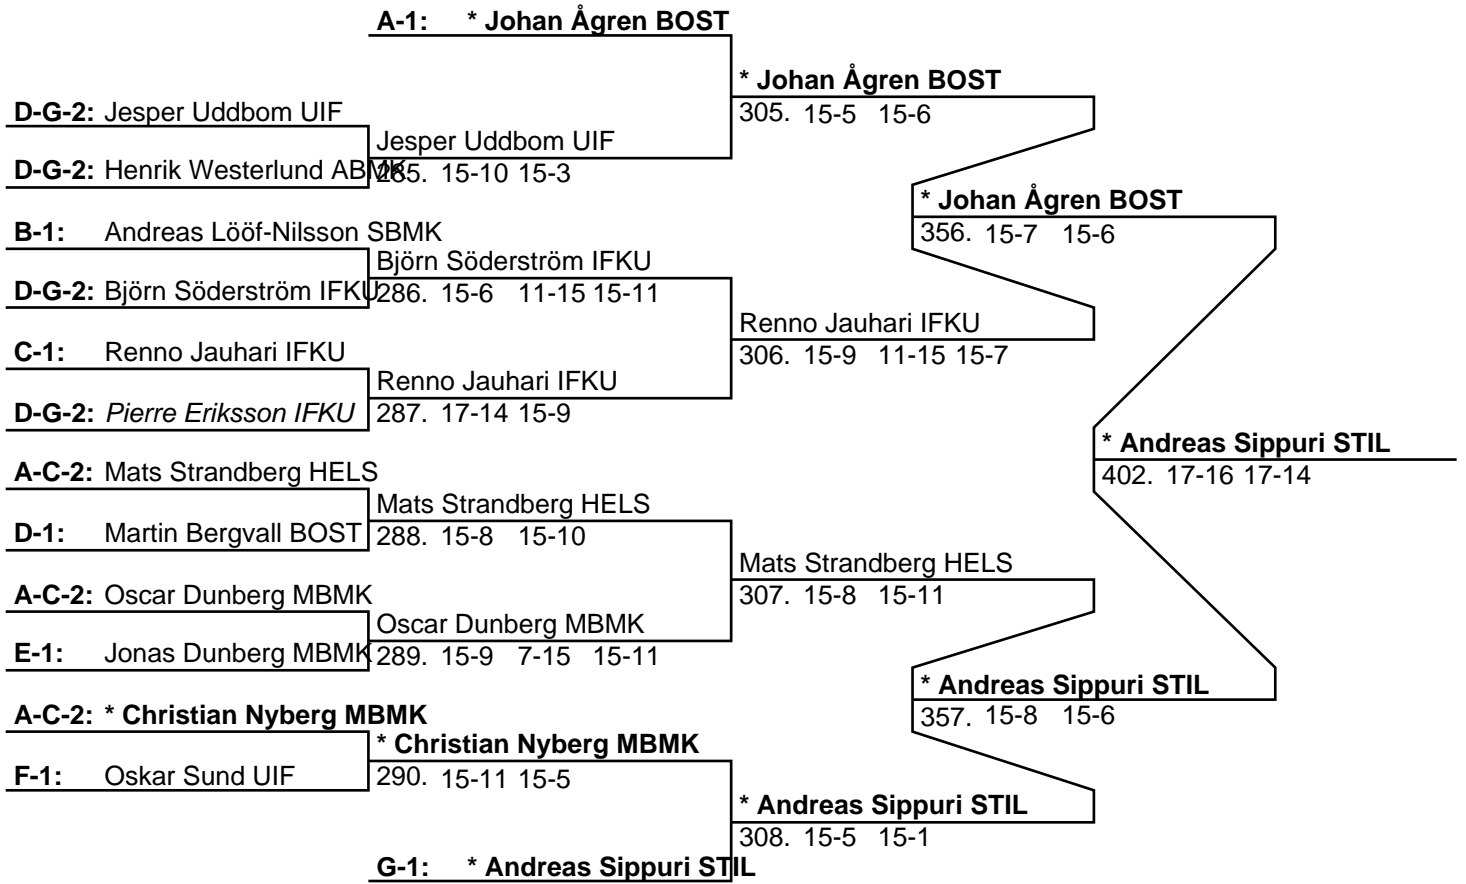 A-1: * Johan Ågren BOST
* Johan Ågren BOST
305. 15-5 15-6
D-G-2: Jesper Uddbom UIF
Jesper Uddbom UIF
285. 15-10 15-3
D-G-2: Henrik Westerlund ABMK
* Johan Ågren BOST
356. 15-7 15-6
B-1: Andreas Lööf-Nilsson SBMK
Björn Söderström IFKU
286. 15-6 11-15 15-11
D-G-2: Björn Söderström IFKU
Renno Jauhari IFKU
306. 15-9 11-15 15-7
C-1: Renno Jauhari IFKU
Renno Jauhari IFKU
287. 17-14 15-9
D-G-2: Pierre Eriksson IFKU
* Andreas Sippuri STIL
402. 17-16 17-14
A-C-2: Mats Strandberg HELS
Mats Strandberg HELS
288. 15-8 15-10
D-1: Martin Bergvall BOST
Mats Strandberg HELS
307. 15-8 15-11
A-C-2: Oscar Dunberg MBMK
Oscar Dunberg MBMK
289. 15-9 7-15 15-11
E-1: Jonas Dunberg MBMK
* Andreas Sippuri STIL
357. 15-8 15-6
A-C-2: * Christian Nyberg MBMK
* Christian Nyberg MBMK
290. 15-11 15-5
F-1: Oskar Sund UIF
* Andreas Sippuri STIL
308. 15-5 15-1
G-1: * Andreas Sippuri STIL